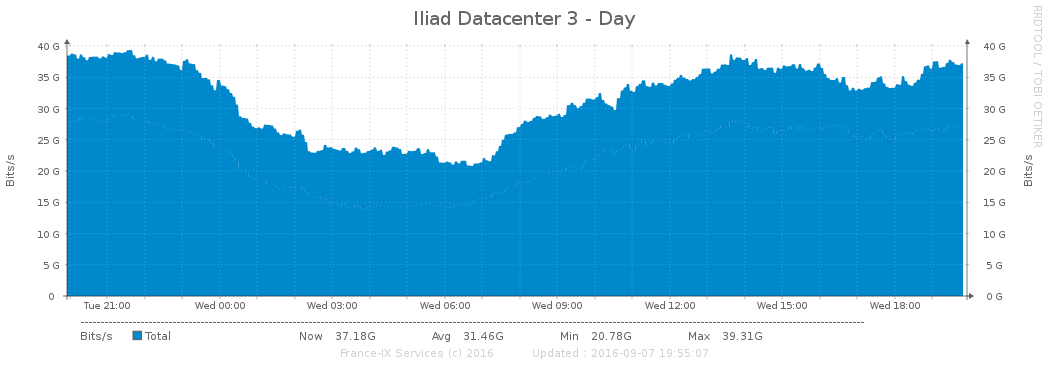 Iliad Datacenter 3 - Day
RRDTOOL / TOBI OETIKER
Bits/s
40 G 40 G
35 G 35 G
30 G 30 G
25 G 25 G
20 G 20 G
15 G 15 G
10 G 10 G
5 G 5 G
0 0 G
Bits/s
Tue 21:00 Wed 00:00 Wed 03:00 Wed 06:00 Wed 09:00 Wed 12:00 Wed 15:00 Wed 18:00
Bits/s Total Now 37.18G Avg 31.46G Min 20.78G Max 39.31G
France-IX Services (c) 2016 Updated : 2016-09-07 19:55:07